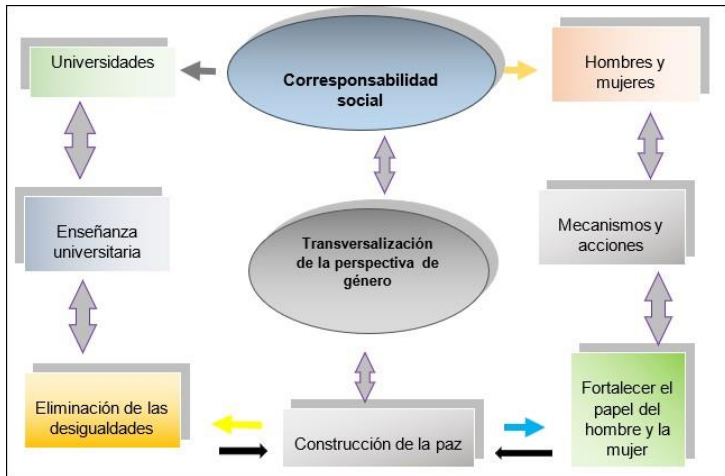 Universidades
Corresponsabilidad
social
Hombres y
mujeres
Enseñanza
universitaria
Transversalización
de la perspectiva de
género
Mecanismos y
acciones
Eliminación de las
desigualdades
Construcción de la paz
Fortalecer el
papel del
hombre y la
mujer